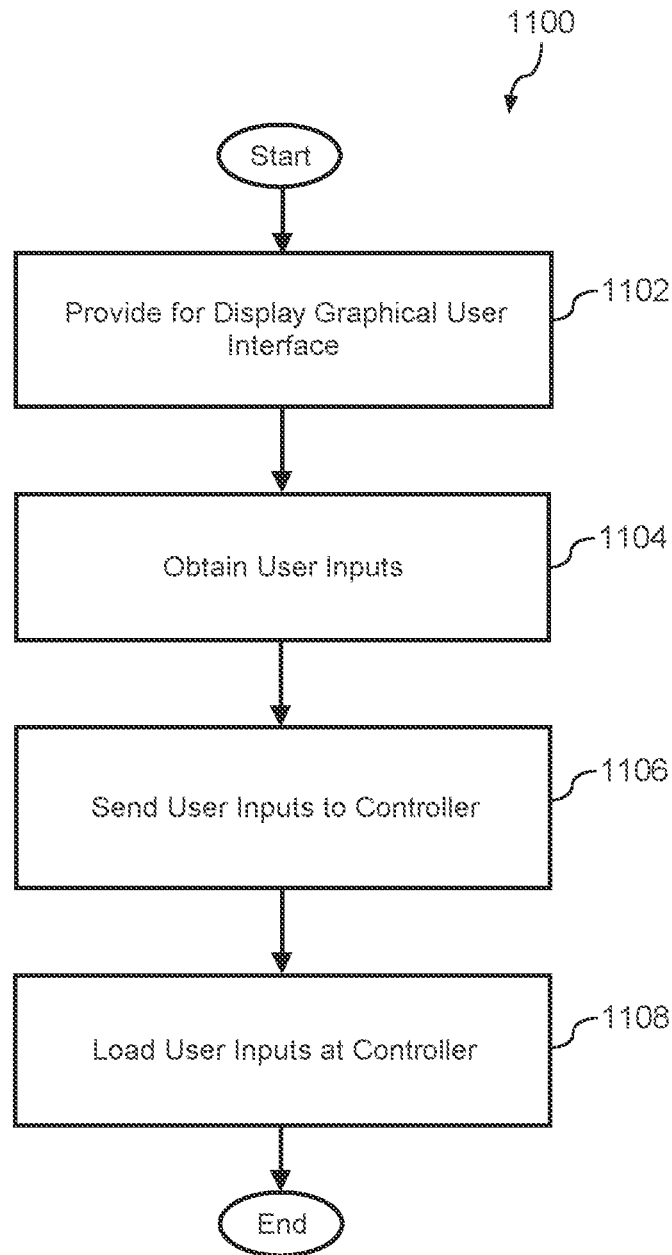 1100
Start
Provide for Display Graphical User
Interface
1102
Obtain User Inputs
1104
Send User Inputs to Controller
1106
Load User Inputs at Controller
1108
End